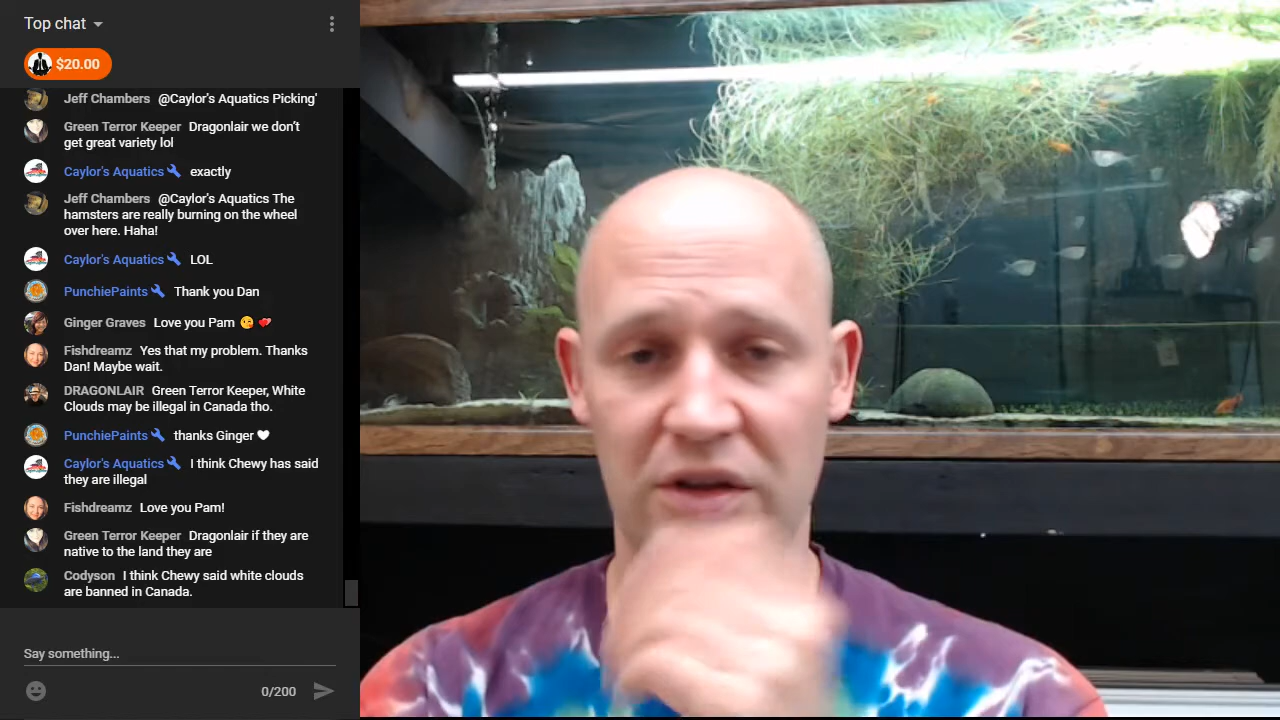 Top chat
$20.00
Jeff Chambers @Caylor's Aquatics Picking'
Green Terror Keeper Dragonlair we don't
get great variety lol
Caylor's Aquatics exactly
Jeff Chambers @Caylor's Aquatics The
hamsters are really burning on the wheel
over here. Haha!
Caylor's Aquatics LOL
PunchiePaints Thank you Dan
Ginger Graves Love you Pam 😘 💕
Fishdreamz Yes that my problem. Thanks
Dan! Maybe wait.
DRAGONLAIR Green Terror Keeper, White
Clouds may be illegal in Canada tho.
PunchiePaints thanks Ginger 🤍
Caylor's Aquatics I think Chewy has said
they are illegal
Fishdreamz Love you Pam!
Green Terror Keeper Dragonlair if they are
native to the land they are
Codyson I think Chewy said white clouds
are banned in Canada.
Say something...
0/200